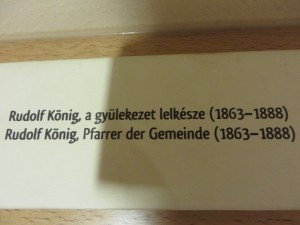 Rudolf König, a gyülekezet lelkésze (1863–1888)
Rudolf König, Pfarrer der Gemeinde (1863–1888)